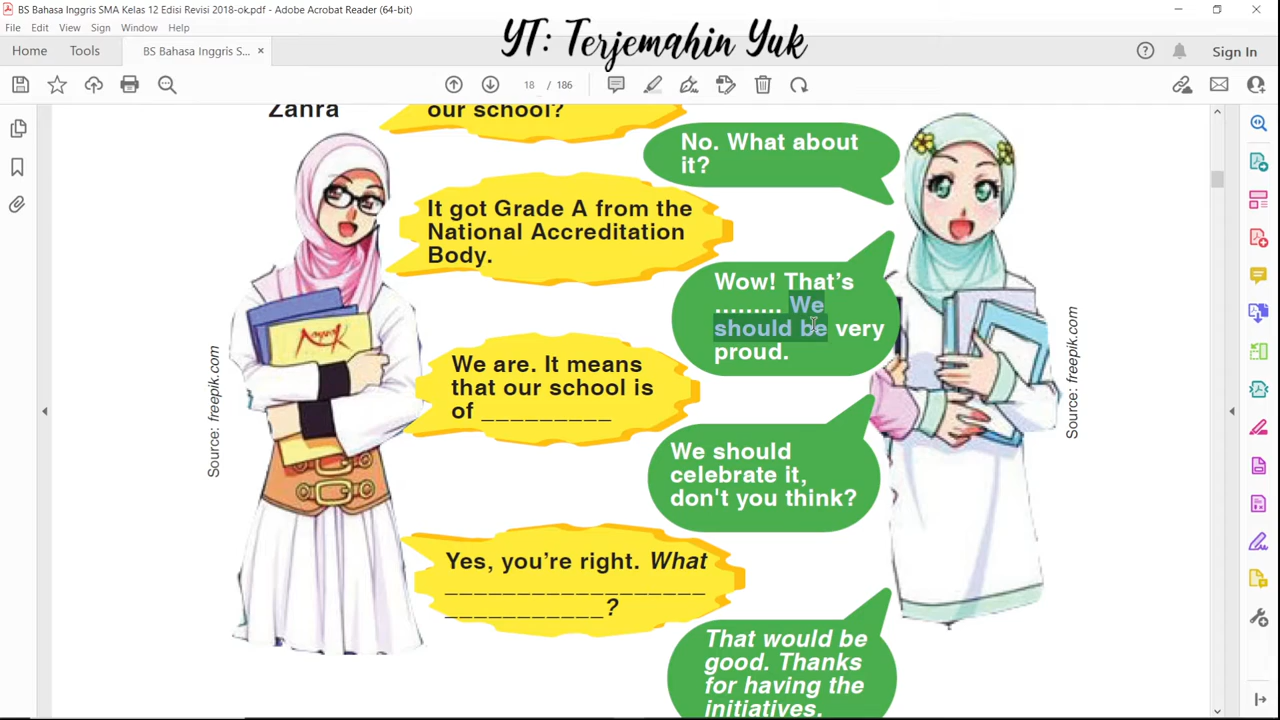 BS Bahasa Inggris SMA Kelas 12 Edisi Revisi 2018-ok.pdf - Adobe Acrobat Reader (64-bit)
File Edit View Sign Window Help
YT: Terjemahin Yuk
Home Tools BS Bahasa Inggris S... × Sign In
18 / 186
Zahra
our school?
No. What about
it?
It got Grade A from the
National Accreditation
Body.
Wow! That’s
......... We
should be very
proud.
We are. It means
that our school is
of _________
We should
celebrate it,
don't you think?
Source: freepik.com
Source: freepik.com
Yes, you’re right. What
__________________
___________?
That would be
good. Thanks
for having the
initiatives.